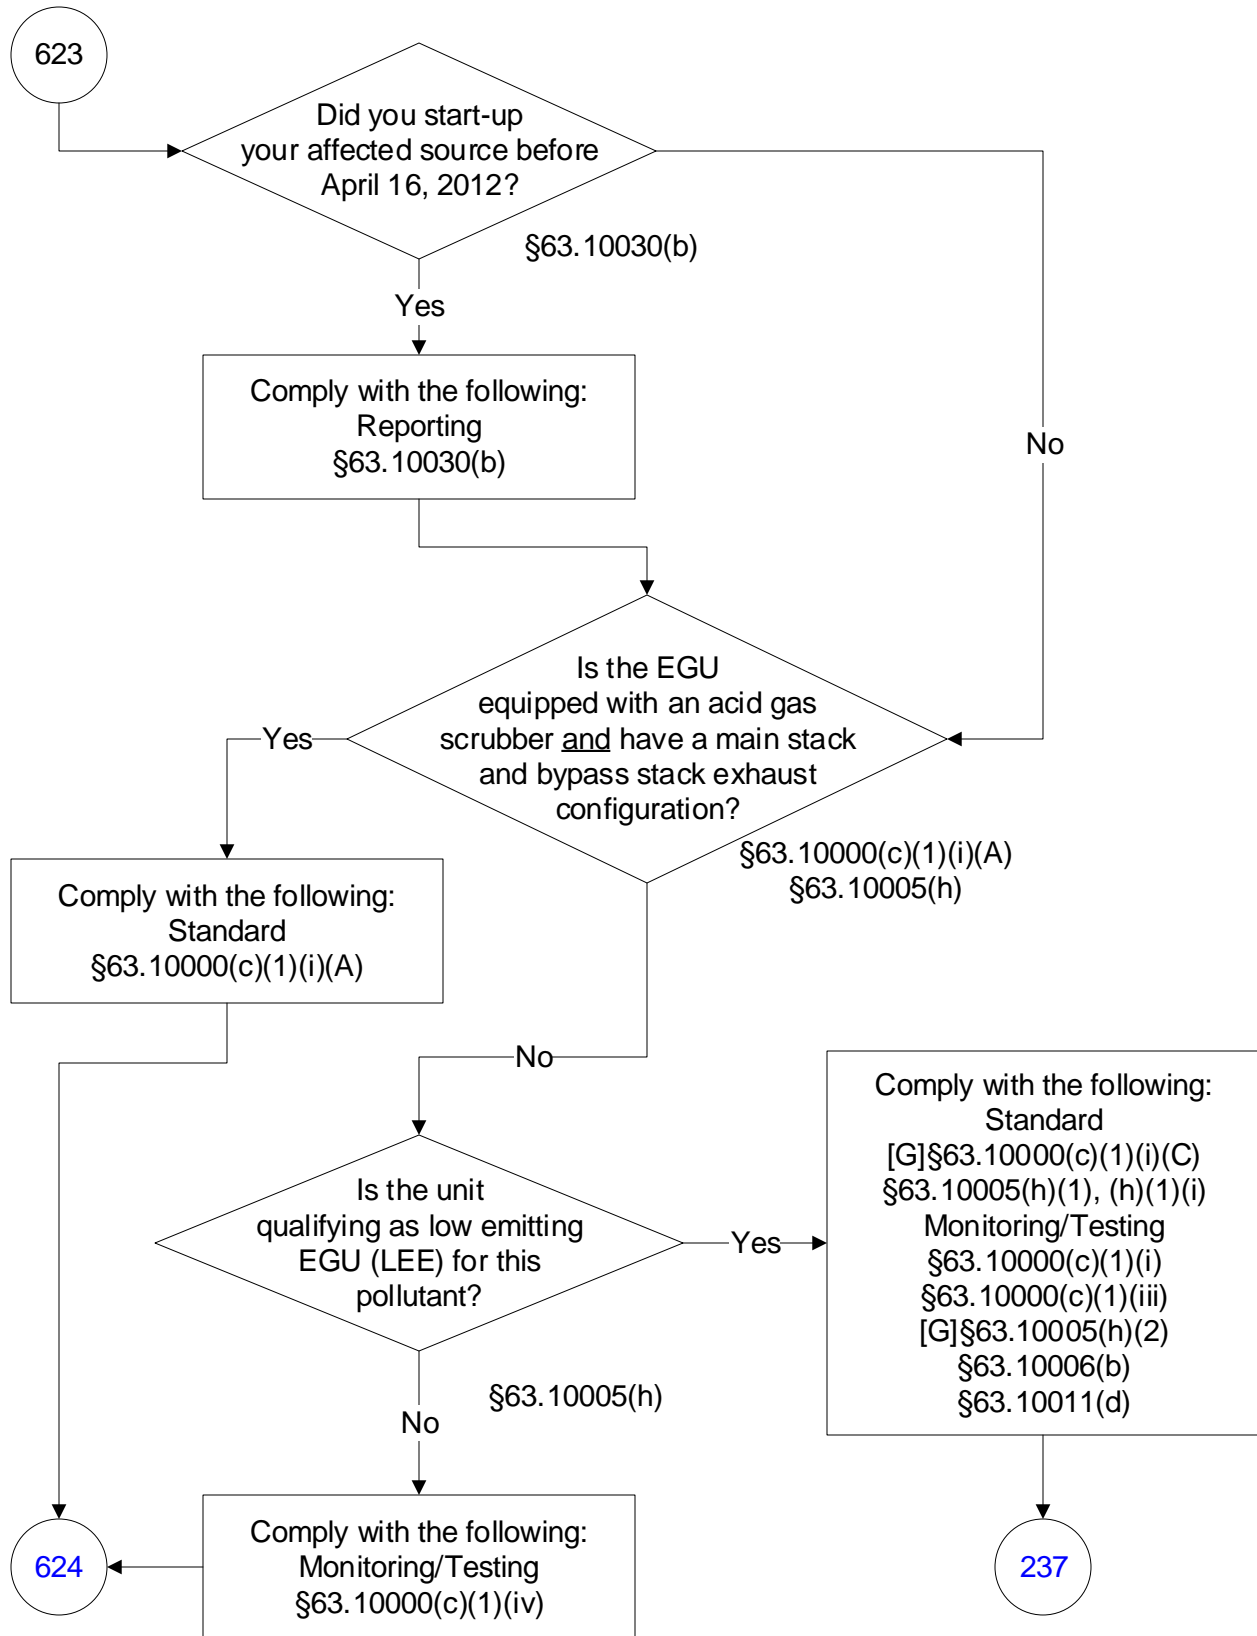 623
Did you start-up
your affected source before
April 16, 2012?
§63.10030(b)
Yes
Comply with the following:
Reporting
§63.10030(b)
No
Is the EGU
equipped with an acid gas
scrubber and have a main stack
and bypass stack exhaust
configuration?
Yes
§63.10000(c)(1)(i)(A)
§63.10005(h)
Comply with the following:
Standard
§63.10000(c)(1)(i)(A)
No
Is the unit
qualifying as low emitting
EGU (LEE) for this
pollutant?
Yes
Comply with the following:
Standard
[G]§63.10000(c)(1)(i)(C)
§63.10005(h)(1), (h)(1)(i)
Monitoring/Testing
§63.10000(c)(1)(i)
§63.10000(c)(1)(iii)
[G]§63.10005(h)(2)
§63.10006(b)
§63.10011(d)
§63.10005(h)
No
Comply with the following:
Monitoring/Testing
§63.10000(c)(1)(iv)
624
237